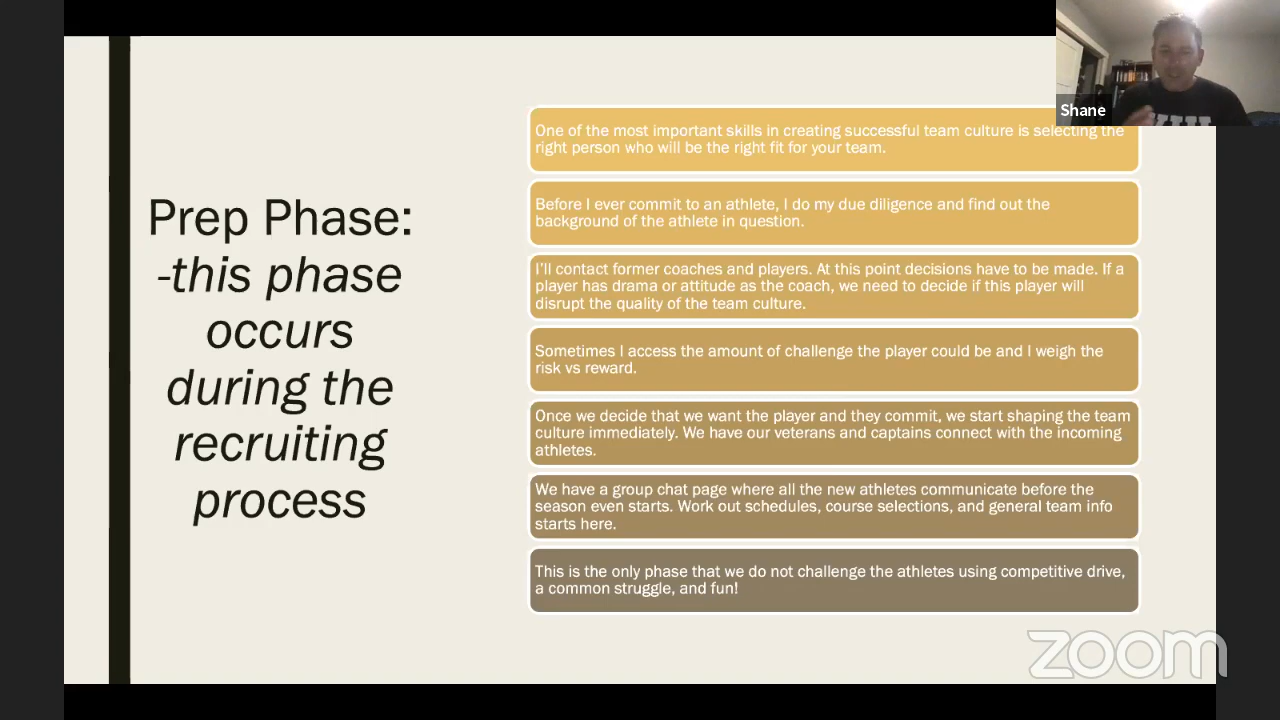 Shane
Prep Phase:
-this phase
occurs
during the
recruiting
process
One of the most important skills in creating successful team culture is selecting the
right person who will be the right fit for your team.
Before I ever commit to an athlete, I do my due diligence and find out the
background of the athlete in question.
I'll contact former coaches and players. At this point decisions have to be made. If a
player has drama or attitude as the coach, we need to decide if this player will
disrupt the quality of the team culture.
Sometimes I access the amount of challenge the player could be and I weigh the
risk vs reward.
Once we decide that we want the player and they commit, we start shaping the team
culture immediately. We have our veterans and captains connect with the incoming
athletes.
We have a group chat page where all the new athletes communicate before the
season even starts. Work out schedules, course selections, and general team info
starts here.
This is the only phase that we do not challenge the athletes using competitive drive,
a common struggle, and fun!
zoom